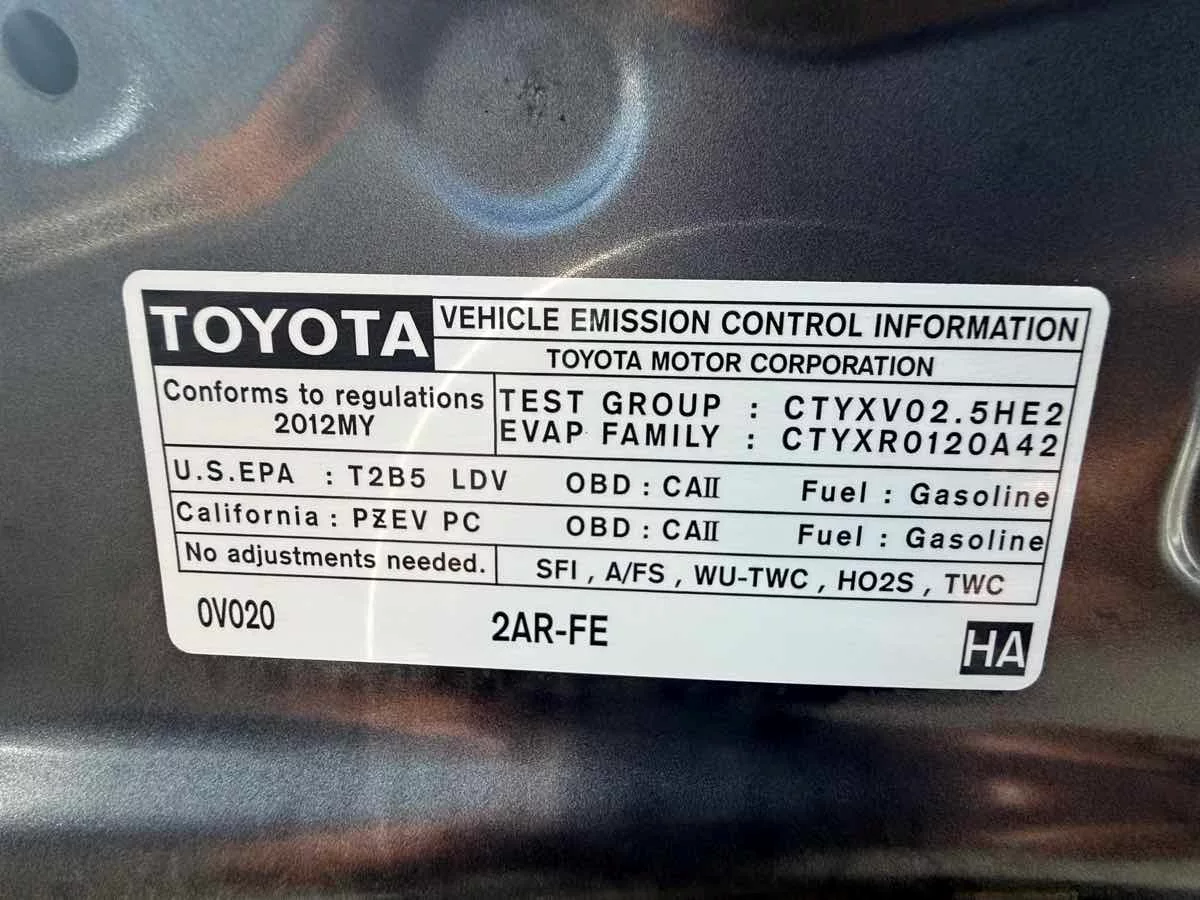 TOYOTA
VEHICLE EMISSION CONTROL INFORMATION
TOYOTA MOTOR CORPORATION
Conforms to regulations
2012MY
TEST GROUP : CTYXV02.5HE2
EVAP FAMILY : CTYXR0120A42
U.S.EPA : T2B5 LDV OBD : CAII Fuel : Gasoline
California : PZEV PC OBD : CAII Fuel : Gasoline
No adjustments needed. SFI , A/FS , WU-TWC , HO2S , TWC
0V020 2AR-FE HA